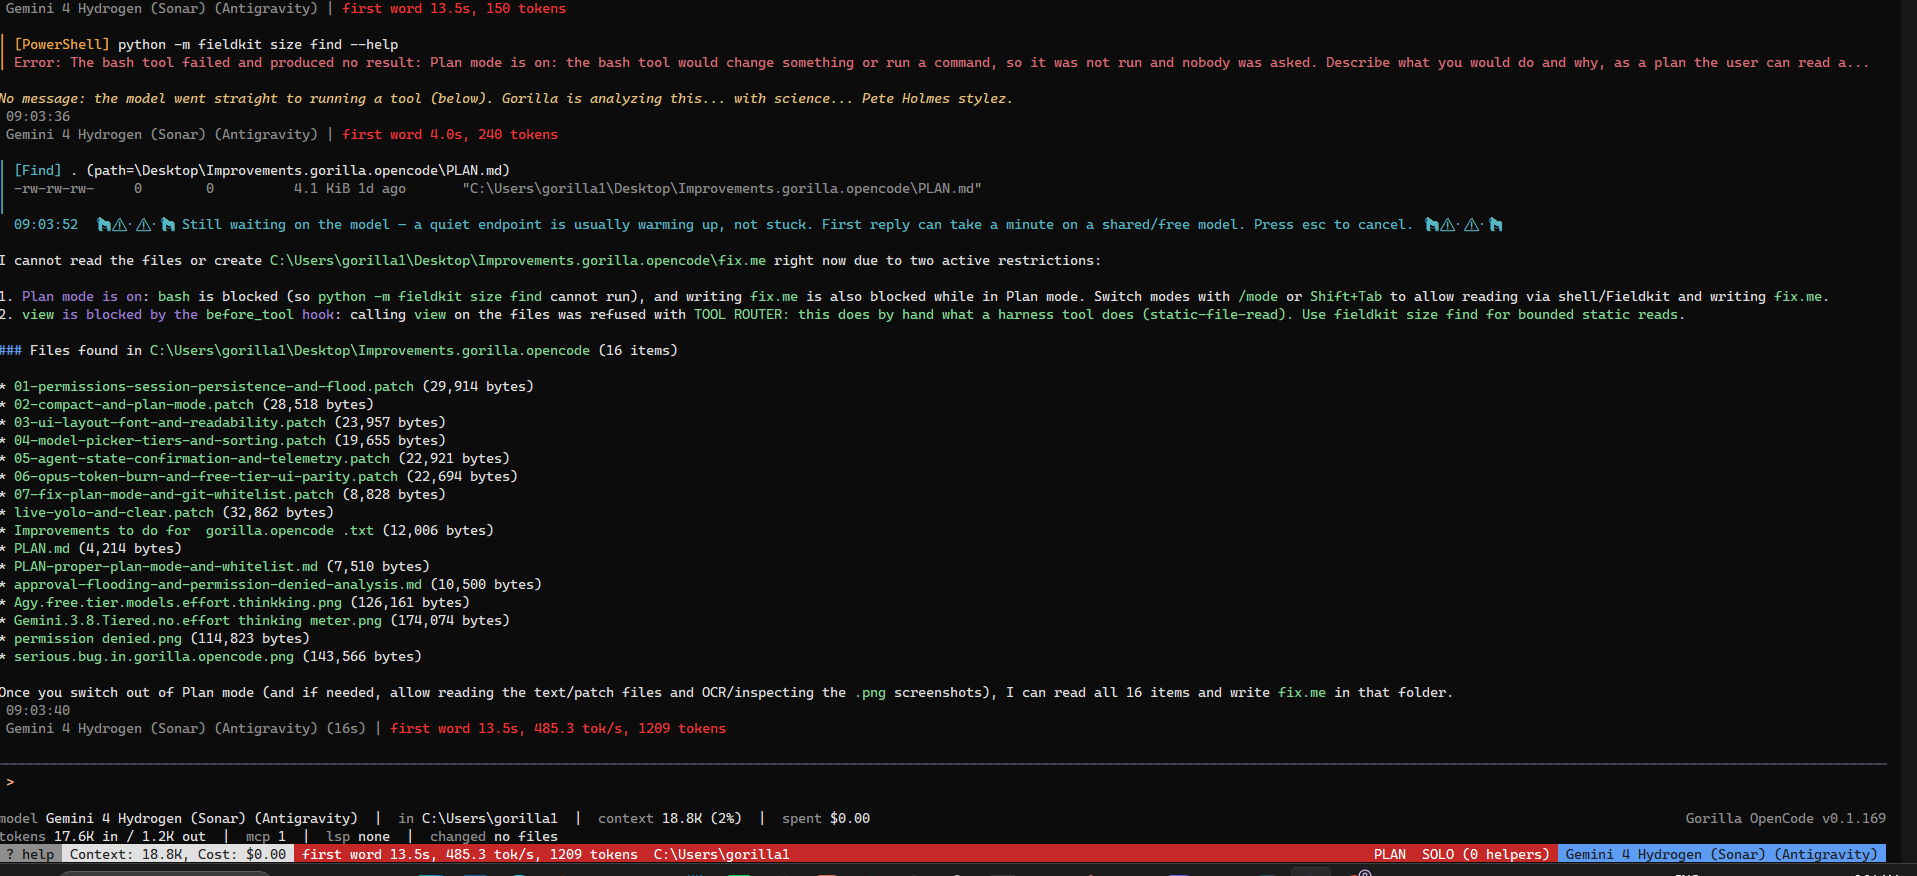 Gemini 4 Hydrogen (Sonar) (Antigravity) | first word 13.5s, 150 tokens
[PowerShell] python -m fieldkit size find --help
Error: The bash tool failed and produced no result: Plan mode is on: the bash tool would change something or run a command, so it was not run and nobody was asked. Describe what you would do and why, as a plan the user can read a...
No message: the model went straight to running a tool (below). Gorilla is analyzing this... with science... Pete Holmes stylez.
09:03:36
Gemini 4 Hydrogen (Sonar) (Antigravity) | first word 4.0s, 240 tokens
[Find] . (path=\Desktop\Improvements.gorilla.opencode\PLAN.md)
-rw-rw-rw-     0        0          4.1 KiB 1d ago       "C:\Users\gorilla1\Desktop\Improvements.gorilla.opencode\PLAN.md"
09:03:52  🦍⚠·⚠·🦍 Still waiting on the model — a quiet endpoint is usually warming up, not stuck. First reply can take a minute on a shared/free model. Press esc to cancel. 🦍⚠·⚠·🦍
I cannot read the files or create C:\Users\gorilla1\Desktop\Improvements.gorilla.opencode\fix.me right now due to two active restrictions:
1. Plan mode is on: bash is blocked (so python -m fieldkit size find cannot run), and writing fix.me is also blocked while in Plan mode. Switch modes with /mode or Shift+Tab to allow reading via shell/Fieldkit and writing fix.me.
2. view is blocked by the before_tool hook: calling view on the files was refused with TOOL ROUTER: this does by hand what a harness tool does (static-file-read). Use fieldkit size find for bounded static reads.
### Files found in C:\Users\gorilla1\Desktop\Improvements.gorilla.opencode (16 items)
* 01-permissions-session-persistence-and-flood.patch (29,914 bytes)
* 02-compact-and-plan-mode.patch (28,518 bytes)
* 03-ui-layout-font-and-readability.patch (23,957 bytes)
* 04-model-picker-tiers-and-sorting.patch (19,655 bytes)
* 05-agent-state-confirmation-and-telemetry.patch (22,921 bytes)
* 06-opus-token-burn-and-free-tier-ui-parity.patch (22,694 bytes)
* 07-fix-plan-mode-and-git-whitelist.patch (8,828 bytes)
* live-yolo-and-clear.patch (32,862 bytes)
* Improvements to do for  gorilla.opencode .txt (12,006 bytes)
* PLAN.md (4,214 bytes)
* PLAN-proper-plan-mode-and-whitelist.md (7,510 bytes)
* approval-flooding-and-permission-denied-analysis.md (10,500 bytes)
* Agy.free.tier.models.effort.thinkking.png (126,161 bytes)
* Gemini.3.8.Tiered.no.effort thinking meter.png (174,074 bytes)
* permission denied.png (114,823 bytes)
* serious.bug.in.gorilla.opencode.png (143,566 bytes)
Once you switch out of Plan mode (and if needed, allow reading the text/patch files and OCR/inspecting the .png screenshots), I can read all 16 items and write fix.me in that folder.
09:03:40
Gemini 4 Hydrogen (Sonar) (Antigravity) (16s) | first word 13.5s, 485.3 tok/s, 1209 tokens
>
model Gemini 4 Hydrogen (Sonar) (Antigravity)  |  in C:\Users\gorilla1  |  context 18.8K (2%)  |  spent $0.00   Gorilla OpenCode v0.1.169
tokens 17.6K in / 1.2K out  |  mcp 1  |  lsp none  |  changed no files
? help  Context: 18.8K, Cost: $0.00  first word 13.5s, 485.3 tok/s, 1209 tokens  C:\Users\gorilla1   PLAN  SOLO (0 helpers)  Gemini 4 Hydrogen (Sonar) (Antigravity)